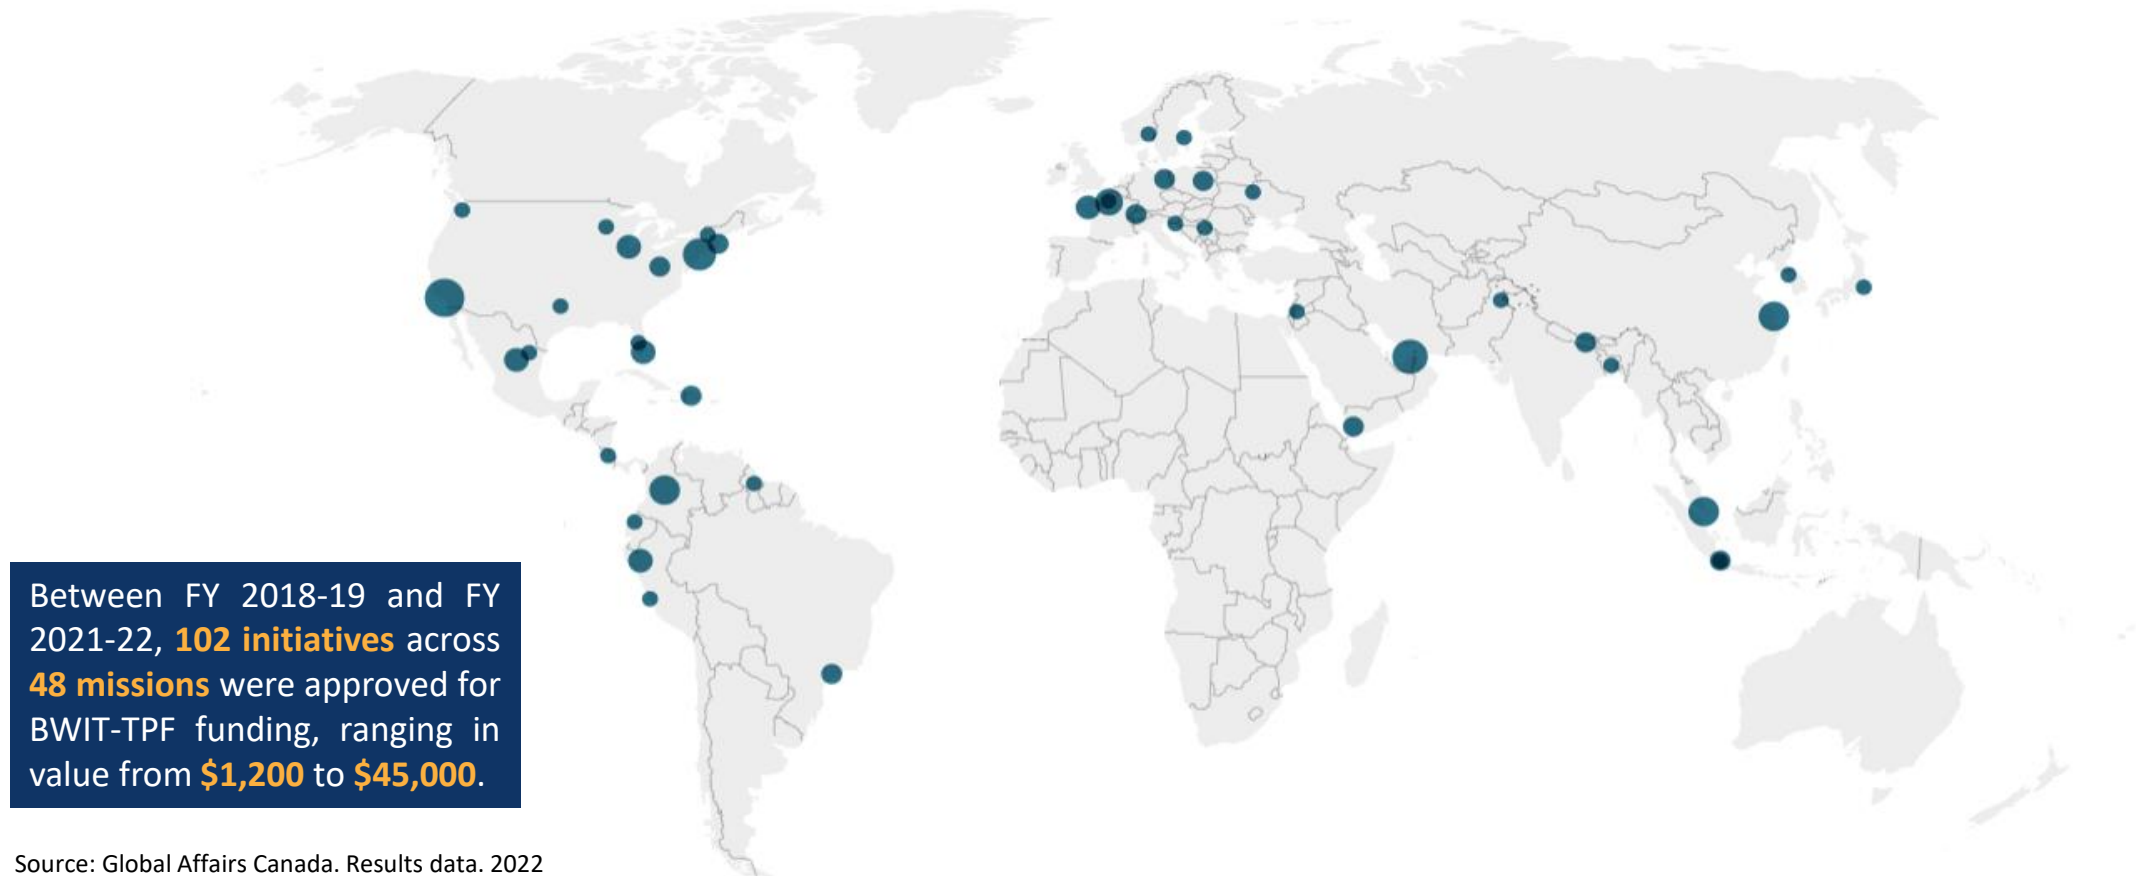 Between FY 2018-19 and FY
2021-22, 102 initiatives across
48 missions were approved for
BWIT-TPF funding, ranging in
value from $1,200 to $45,000.
Source: Global Affairs Canada. Results data. 2022